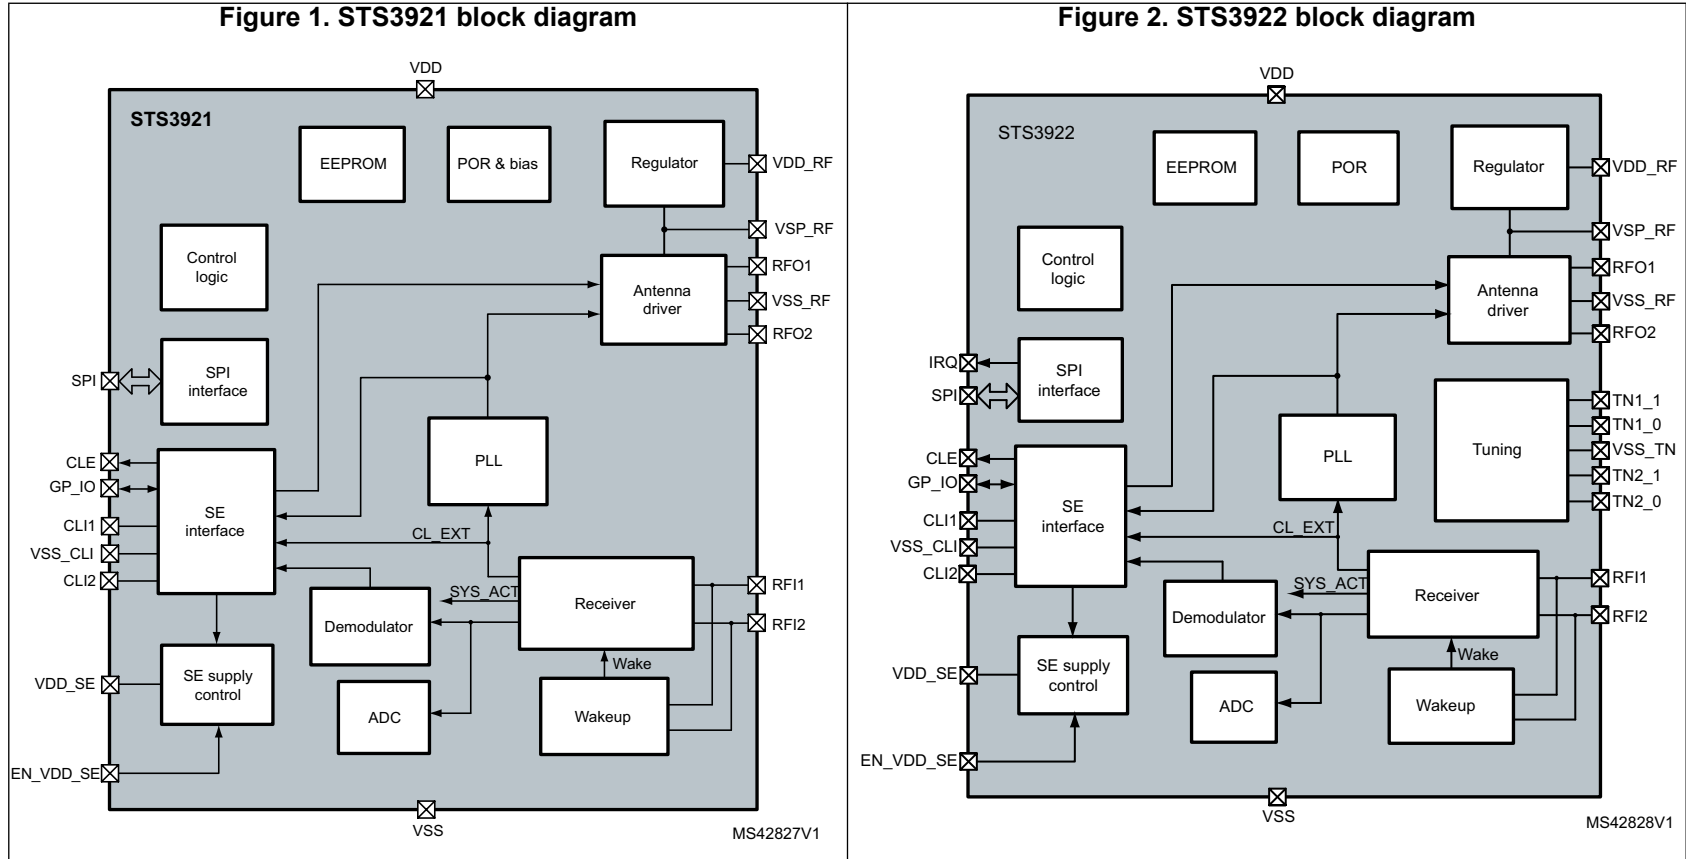 Figure 1. STS3921 block diagram
VDD
STS3921
EEPROM
POR & bias
Regulator
VDD_RF
VSP_RF
Control
logic
Antenna
driver
RFO1
VSS_RF
RFO2
SPI
SPI
interface
PLL
CLE
GP_IO
CLI1
VSS_CLI
CLI2
SE
interface
CL_EXT
SYS_ACT
Receiver
RFI1
RFI2
Demodulator
Wake
VDD_SE
SE supply
control
ADC
Wakeup
EN_VDD_SE
VSS
MS42827V1
Figure 2. STS3922 block diagram
VDD
STS3922
EEPROM
POR
Regulator
VDD_RF
VSP_RF
Control
logic
Antenna
driver
RFO1
VSS_RF
RFO2
IRQ
SPI
SPI
interface
PLL
Tuning
TN1_1
TN1_0
VSS_TN
TN2_1
TN2_0
CLE
GP_IO
CLI1
VSS_CLI
CLI2
SE
interface
CL_EXT
SYS_ACT
Receiver
RFI1
RFI2
Demodulator
Wake
VDD_SE
SE supply
control
ADC
Wakeup
EN_VDD_SE
VSS
MS42828V1